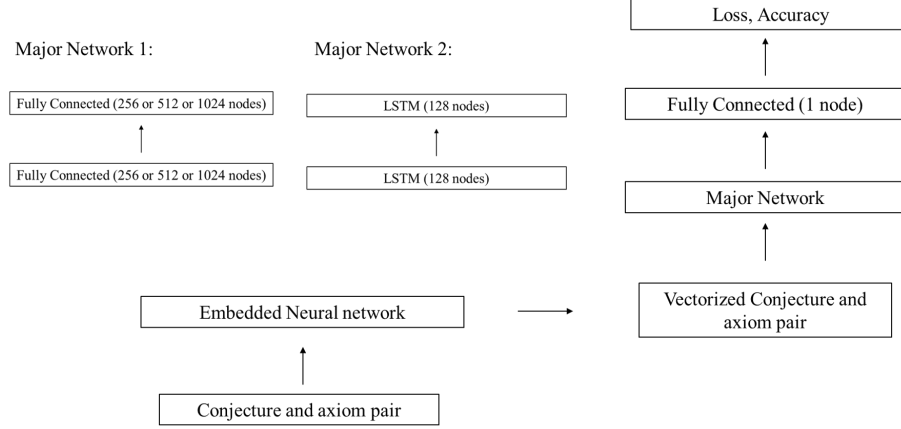 Loss, Accuracy
Major Network 1:
Major Network 2:
Fully Connected (256 or 512 or 1024 nodes)
LSTM (128 nodes)
Fully Connected (1 node)
Fully Connected (256 or 512 or 1024 nodes)
LSTM (128 nodes)
Major Network
Embedded Neural network
Vectorized Conjecture and
axiom pair
Conjecture and axiom pair